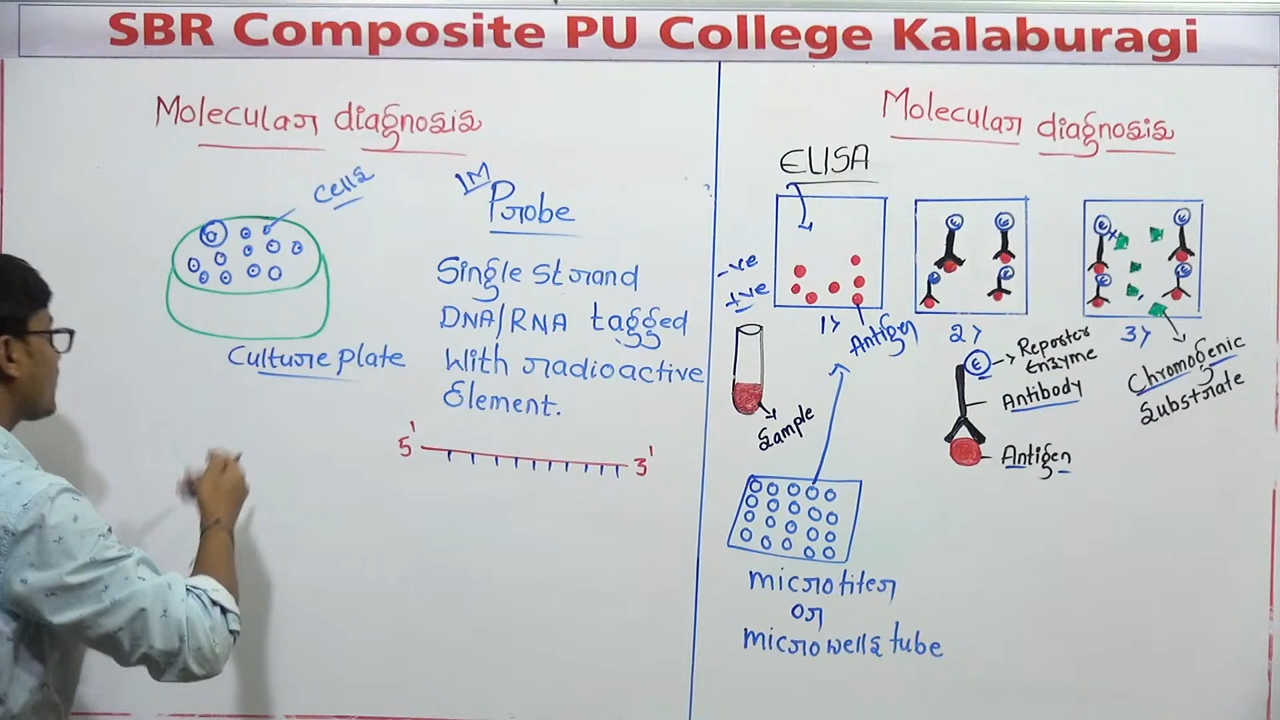 SBR Composite PU College Kalaburagi
Molecular diagnosis
Cells
1M
Probe
Single strand
DNA/RNA tagged
With radioactive
Element.
Culture plate
5' 3'
Molecular diagnosis
ELISA
-ve
+ve
Sample
1>
Antigen
2>
E
E
E
E
Reporter
Enzyme
E
Antibody
Antigen
3>
E
E
E
E
Chromogenic
Substrate
microtiter
or
microwells tube